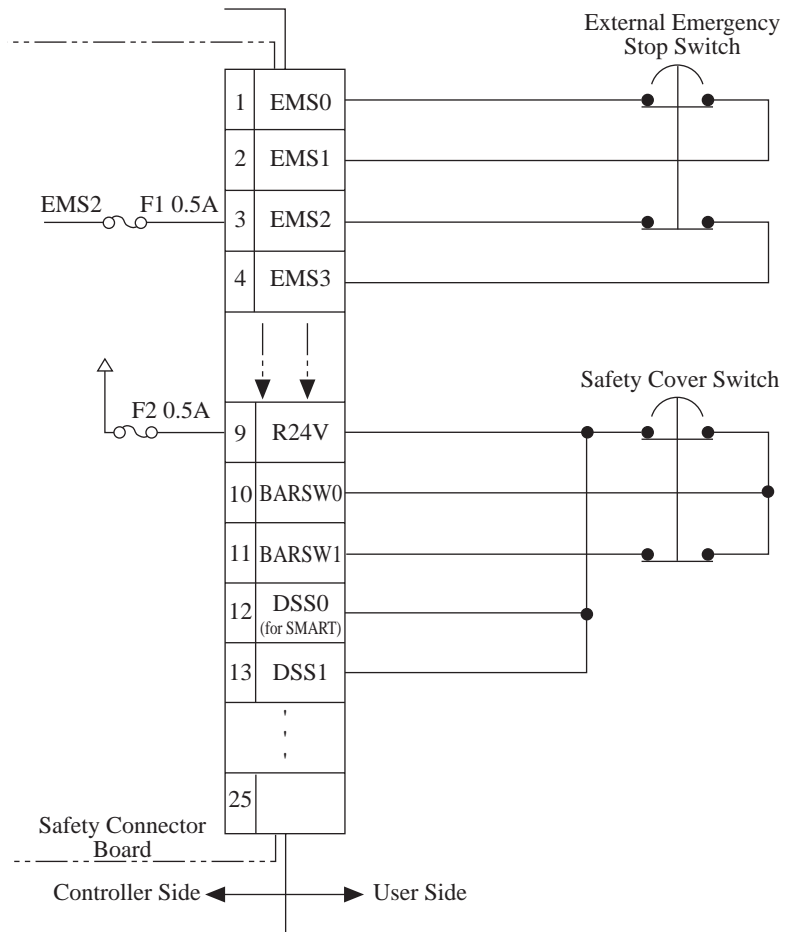 External Emergency
Stop Switch
1 EMS0
2 EMS1
EMS2 F1 0.5A
3 EMS2
4 EMS3
Safety Cover Switch
F2 0.5A
9 R24V
10 BARSW0
11 BARSW1
12 DSS0
(for SMART)
13 DSS1
25
Safety Connector
Board
Controller Side
User Side